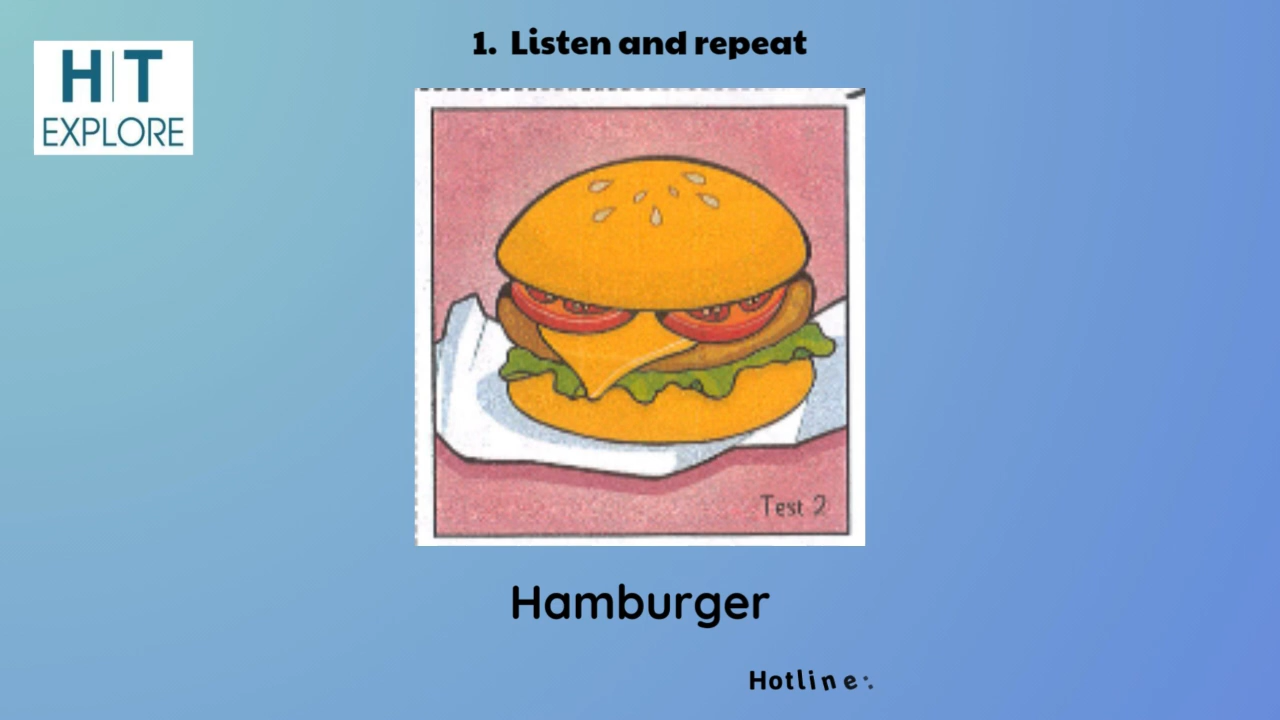 1. Listen and repeat
H|T
EXPLORE
Test 2
Hamburger
Hotline: